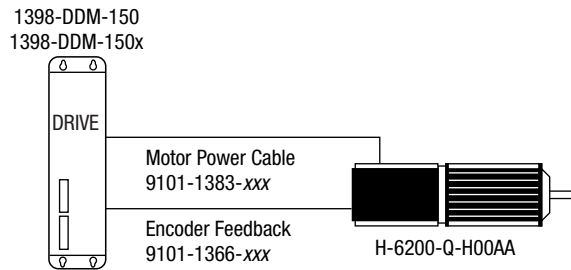 1398-DDM-150
1398-DDM-150x
DRIVE
Motor Power Cable
9101-1383-xxx
Encoder Feedback
9101-1366-xxx
H-6200-Q-H00AA